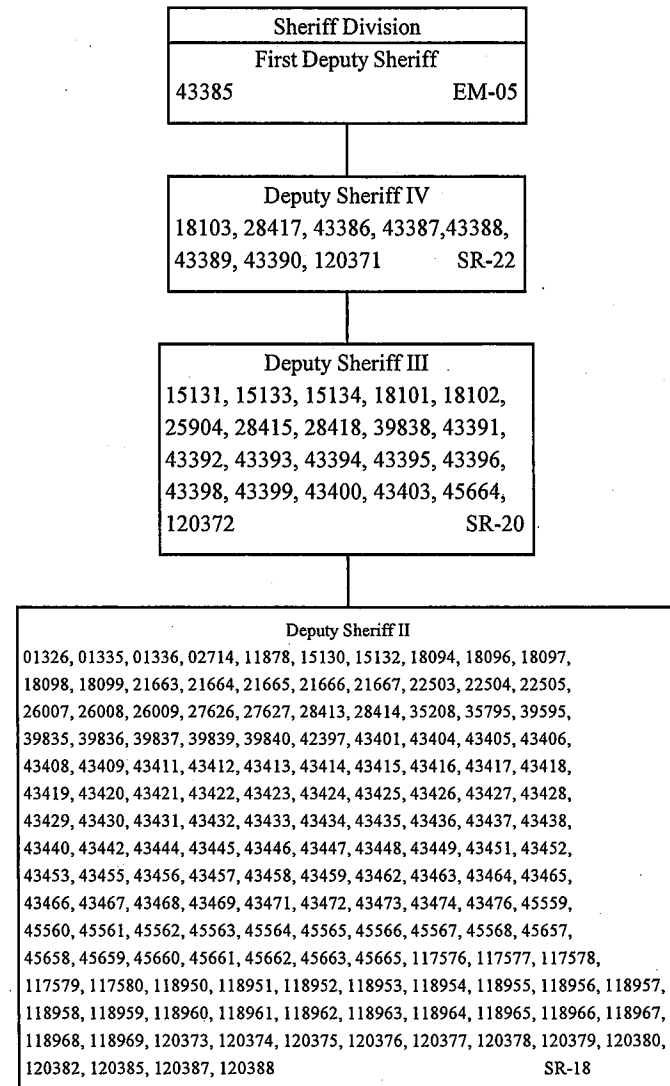 Sheriff Division
First Deputy Sheriff
43385 EM-05
Deputy Sheriff IV
18103, 28417, 43386, 43387,43388,
43389, 43390, 120371 SR-22
Deputy Sheriff III
15131, 15133, 15134, 18101, 18102,
25904, 28415, 28418, 39838, 43391,
43392, 43393, 43394, 43395, 43396,
43398, 43399, 43400, 43403, 45664,
120372 SR-20
Deputy Sheriff II
01326, 01335, 01336, 02714, 11878, 15130, 15132, 18094, 18096, 18097,
18098, 18099, 21663, 21664, 21665, 21666, 21667, 22503, 22504, 22505,
26007, 26008, 26009, 27626, 27627, 28413, 28414, 35208, 35795, 39595,
39835, 39836, 39837, 39839, 39840, 42397, 43401, 43404, 43405, 43406,
43408, 43409, 43411, 43412, 43413, 43414, 43415, 43416, 43417, 43418,
43419, 43420, 43421, 43422, 43423, 43424, 43425, 43426, 43427, 43428,
43429, 43430, 43431, 43432, 43433, 43434, 43435, 43436, 43437, 43438,
43440, 43442, 43444, 43445, 43446, 43447, 43448, 43449, 43451, 43452,
43453, 43455, 43456, 43457, 43458, 43459, 43462, 43463, 43464, 43465,
43466, 43467, 43468, 43469, 43471, 43472, 43473, 43474, 43476, 45559,
45560, 45561, 45562, 45563, 45564, 45565, 45566, 45567, 45568, 45657,
45658, 45659, 45660, 45661, 45662, 45663, 45665, 117576, 117577, 117578,
117579, 117580, 118950, 118951, 118952, 118953, 118954, 118955, 118956, 118957,
118958, 118959, 118960, 118961, 118962, 118963, 118964, 118965, 118966, 118967,
118968, 118969, 120373, 120374, 120375, 120376, 120377, 120378, 120379, 120380,
120382, 120385, 120387, 120388 SR-18